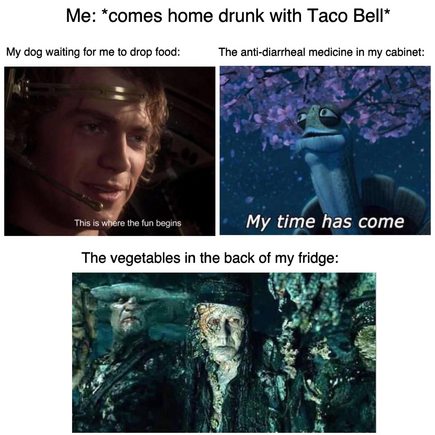 Me: *comes home drunk with Taco Bell*
My dog waiting for me to drop food:
The anti-diarrheal medicine in my cabinet:
This is where the fun begins
My time has come
The vegetables in the back of my fridge: